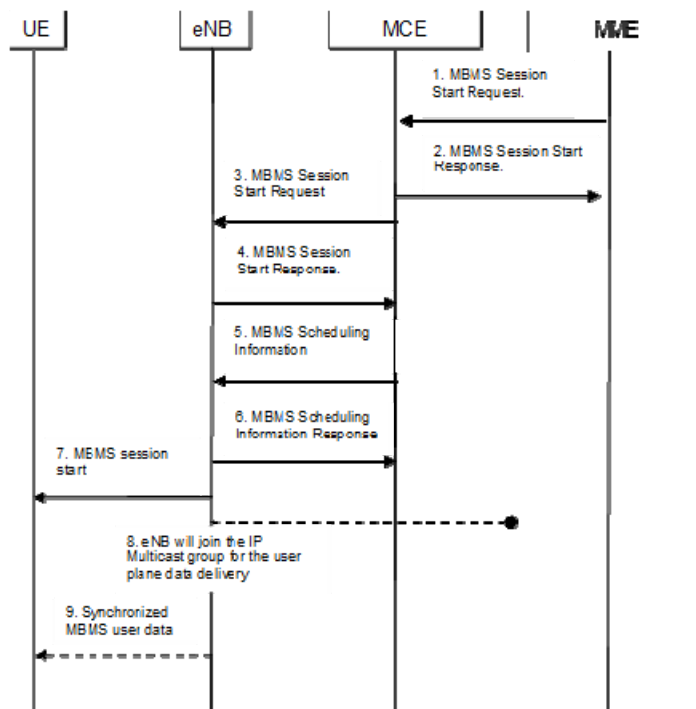 UE
eNB
MCE
MME
1. MBMS Session
Start Request.
2. MBMS Session Start
Response.
3. MBMS Session
Start Request
4. MBMS Session
Start Response.
5. MBMS Scheduling
Information
6. MBMS Scheduling
Information Response
7. MBMS session
start
8. eNB will join the IP
Multicast group for the user
plane data delivery
9. Synchronized
MBMS user data